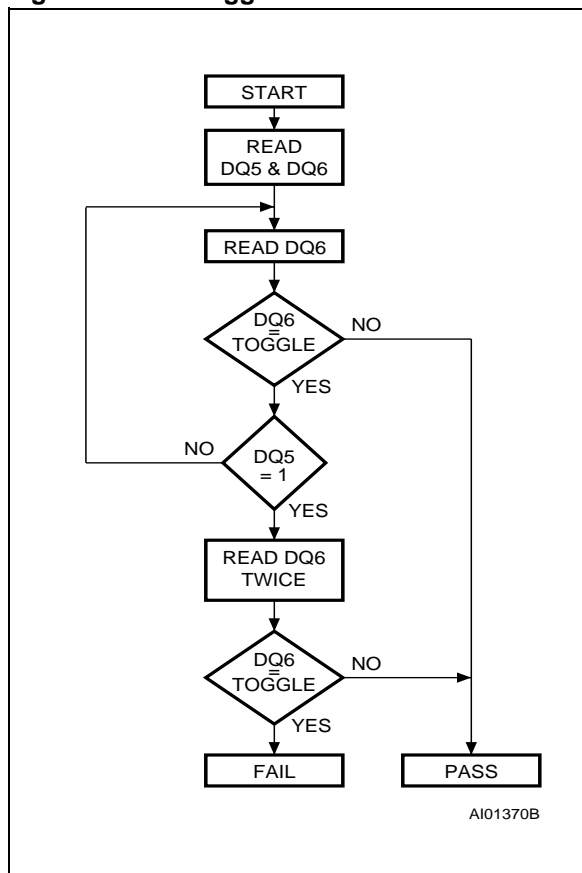 START
READ
DQ5 & DQ6
READ DQ6
DQ6
=
TOGGLE
NO
YES
NO
DQ5
= 1
YES
READ DQ6
TWICE
DQ6
=
TOGGLE
NO
YES
FAIL
PASS
AI01370B